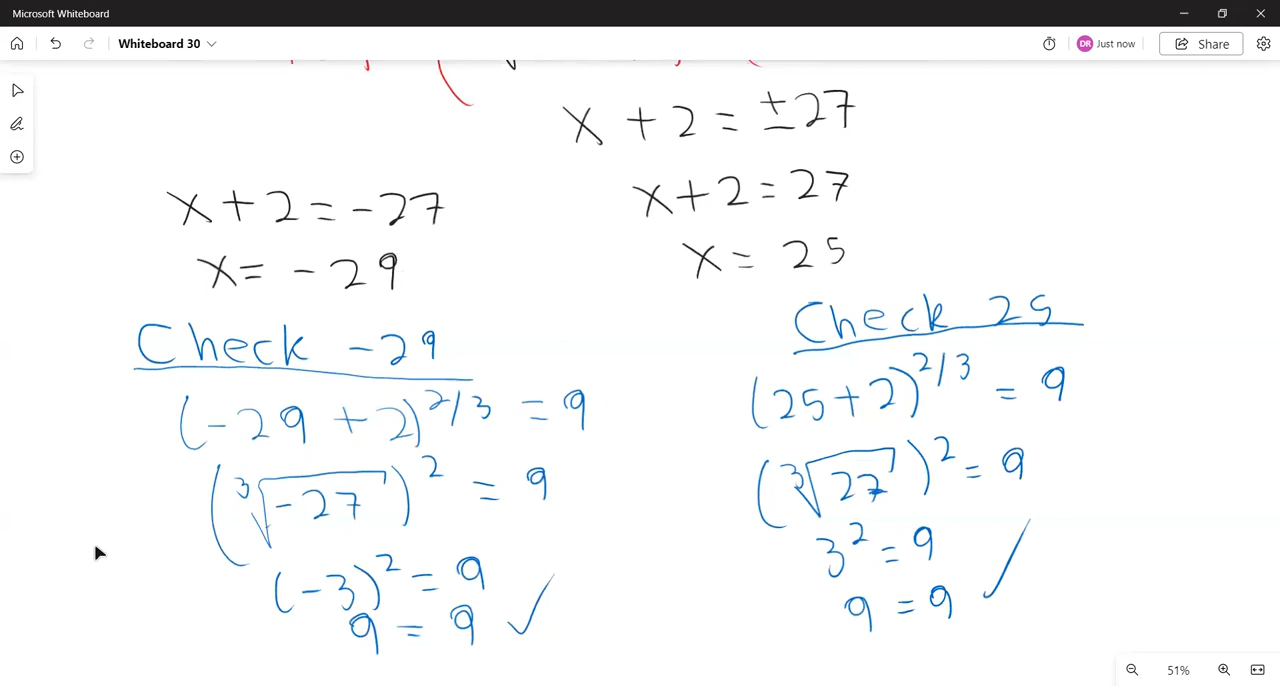 Microsoft Whiteboard
Whiteboard 30
DR Just now
Share
x + 2 = ± 27
x + 2 = - 27
x = - 29
x + 2 = 27
x = 25
Check - 29
(- 29 + 2)^2/3 = 9
(∛-27)^2 = 9
(-3)^2 = 9
9 = 9 ✓
Check 25
(25 + 2)^2/3 = 9
(∛27)^2 = 9
3^2 = 9
9 = 9 ✓
51%